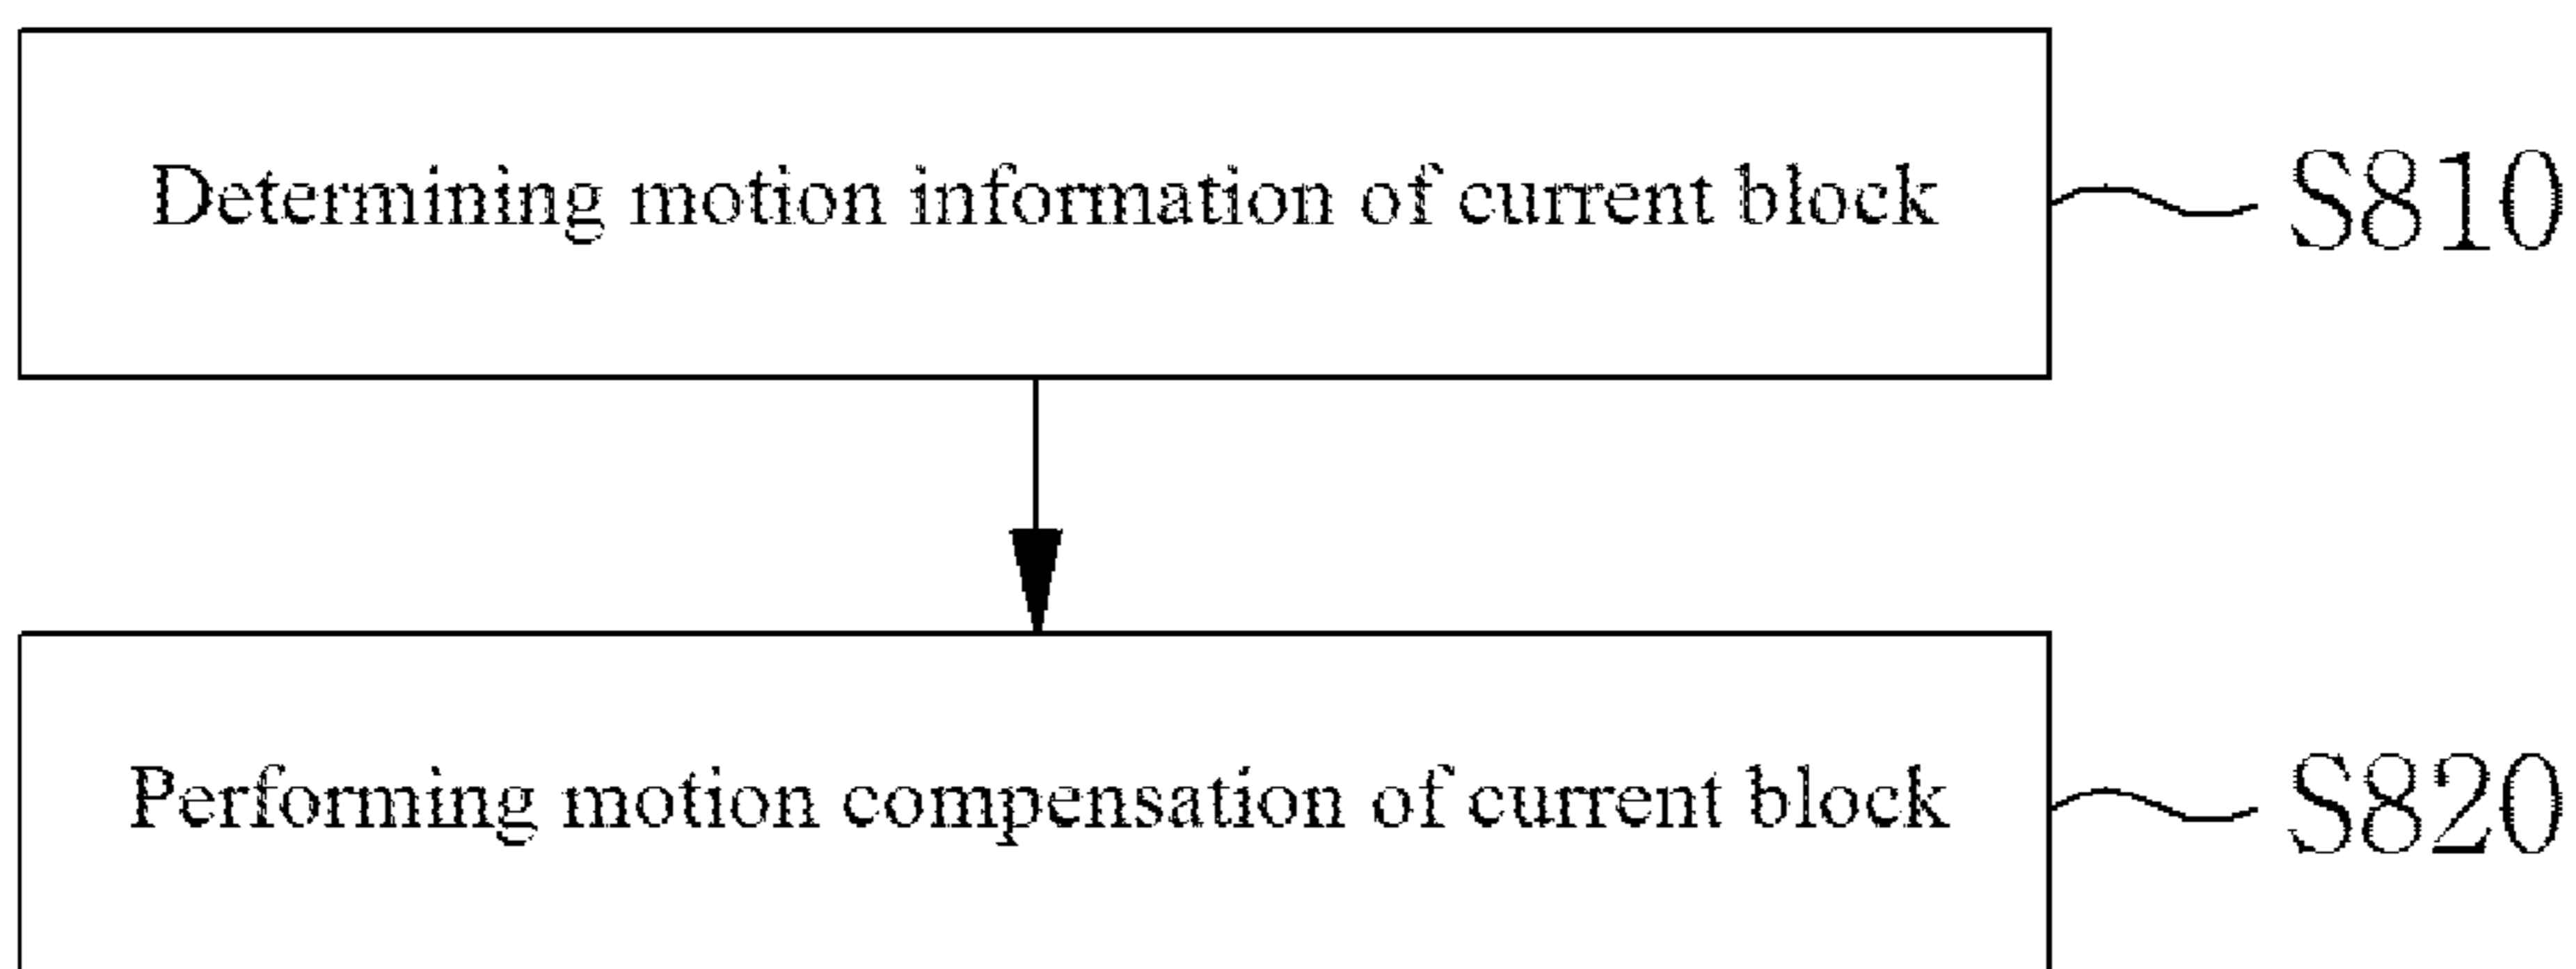 Determining motion information of current block
S810
Performing motion compensation of current block
S820